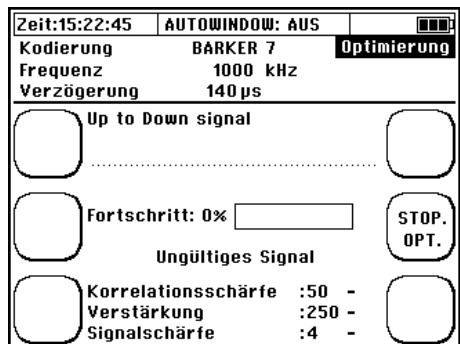 Zeit:15:22:45 AUTOWINDOW: AUS
Kodierung BARKER 7 Optimierung
Frequenz 1000 kHz
Verzögerung 140 µs
Up to Down signal
Fortschritt: 0%
STOP.
OPT.
Ungültiges Signal
Korrelationsschärfe :50 -
Verstärkung :250 -
Signalschärfe :4 -